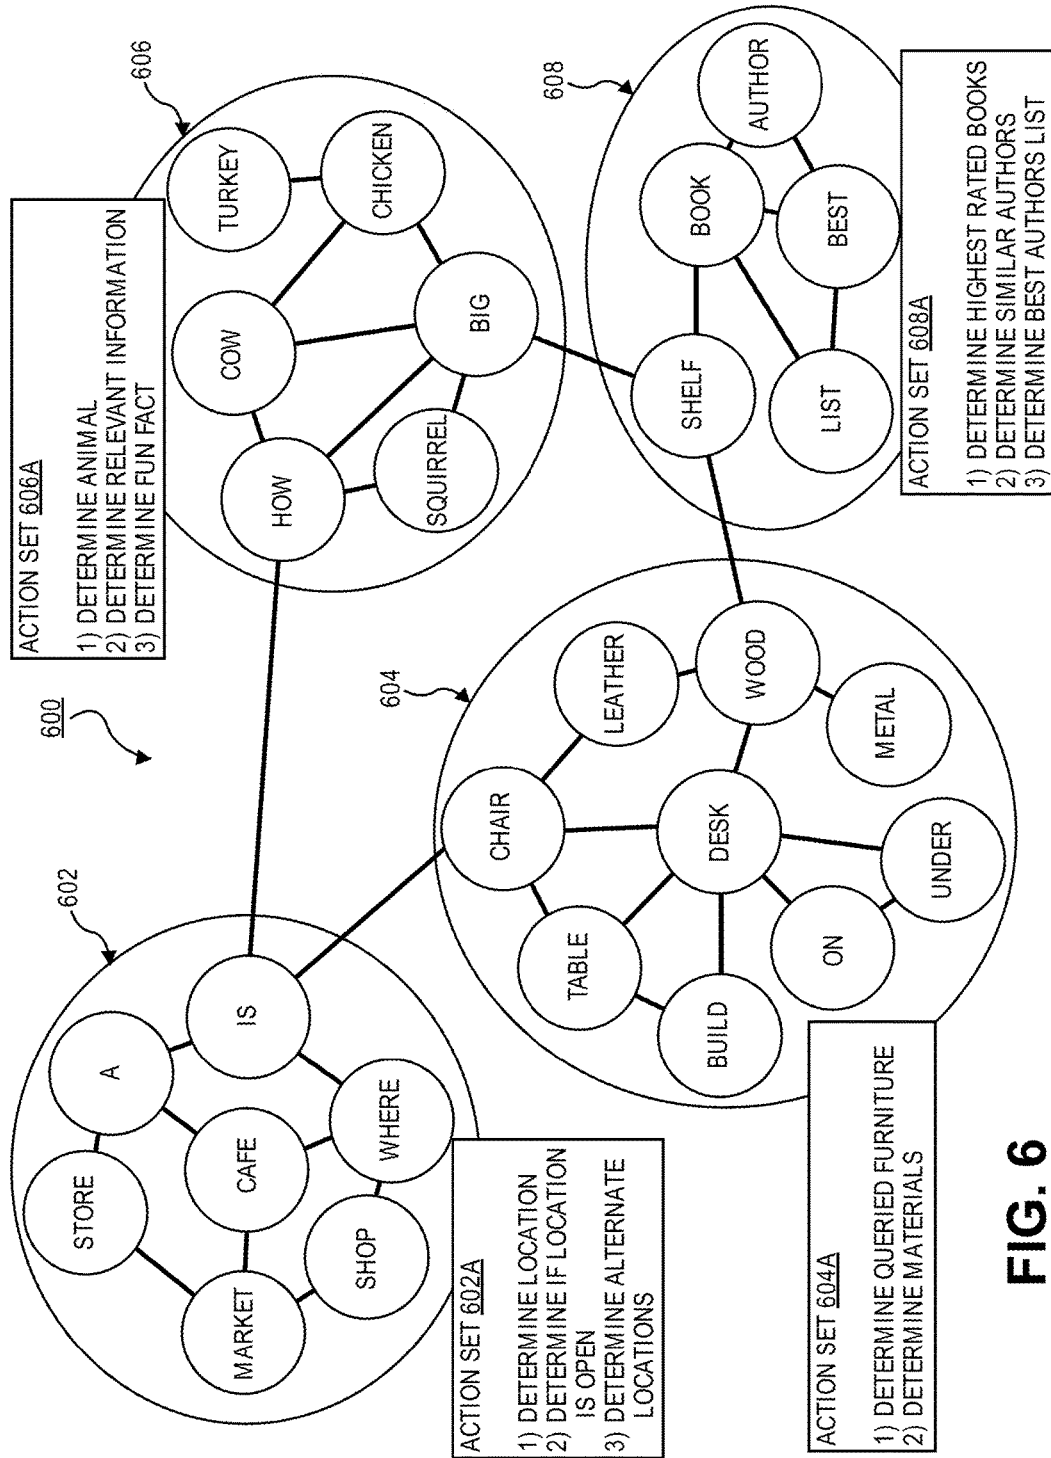 600
602
STORE
A
MARKET
CAFE
IS
SHOP
WHERE
ACTION SET 602A
1) DETERMINE LOCATION
2) DETERMINE IF LOCATION
IS OPEN
3) DETERMINE ALTERNATE
LOCATIONS
604
CHAIR
LEATHER
TABLE
DESK
WOOD
BUILD
ON
UNDER
METAL
ACTION SET 604A
1) DETERMINE QUERIED FURNITURE
2) DETERMINE MATERIALS
ACTION SET 606A
1) DETERMINE ANIMAL
2) DETERMINE RELEVANT INFORMATION
3) DETERMINE FUN FACT
606
TURKEY
COW
CHICKEN
HOW
BIG
SQUIRREL
608
SHELF
BOOK
AUTHOR
LIST
BEST
ACTION SET 608A
1) DETERMINE HIGHEST RATED BOOKS
2) DETERMINE SIMILAR AUTHORS
3) DETERMINE BEST AUTHORS LIST
FIG. 6